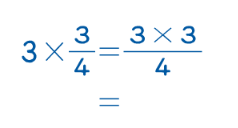 3 × 3/4 = (3 × 3)/4
=